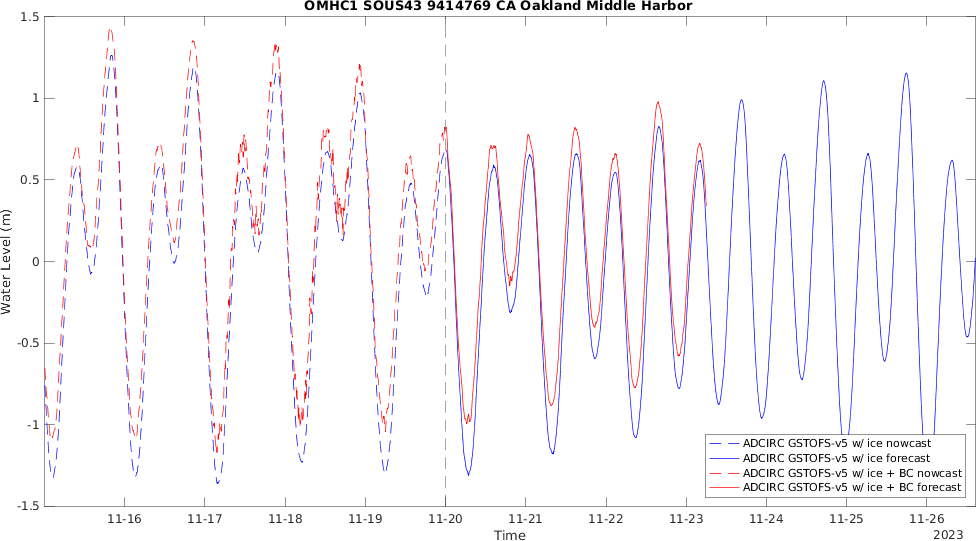 OMHC1 SOUS43 9414769 CA Oakland Middle Harbor
1.5
1
0.5
0
-0.5
-1
-1.5
Water Level (m)
11-16
11-17
11-18
11-19
11-20
11-21
11-22
11-23
11-24
11-25
11-26
Time
2023
ADCIRC GSTOFS-v5 w/ ice nowcast
ADCIRC GSTOFS-v5 w/ ice forecast
ADCIRC GSTOFS-v5 w/ ice + BC nowcast
ADCIRC GSTOFS-v5 w/ ice + BC forecast